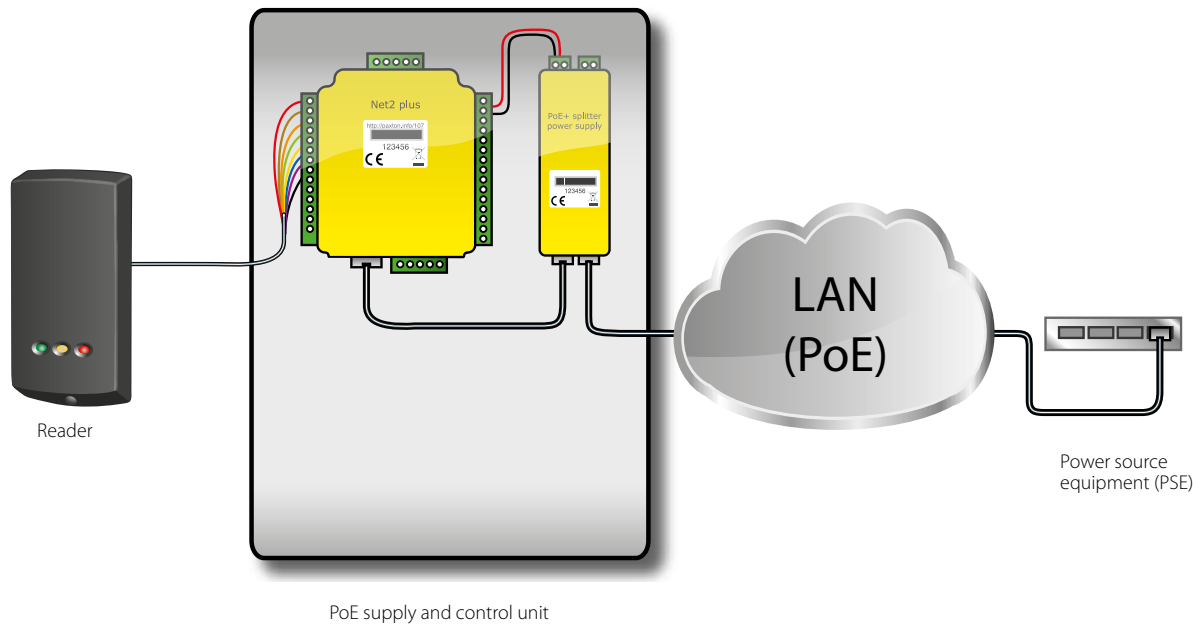 Net2 plus
http://paxton.info/107
123456
CE
PoE+ splitter
power supply
123456
CE
LAN
(PoE)
Reader
Power source
equipment (PSE)
PoE supply and control unit